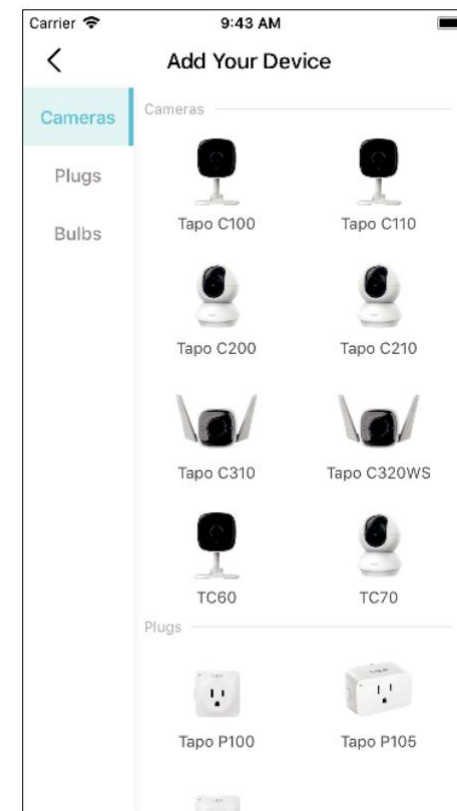 Carrier 9:43 AM
Add Your Device
Cameras
Plugs
Bulbs
Cameras
Tapo C100 Tapo C110
Tapo C200 Tapo C210
Tapo C310 Tapo C320WS
TC60 TC70
Plugs
Tapo P100 Tapo P105